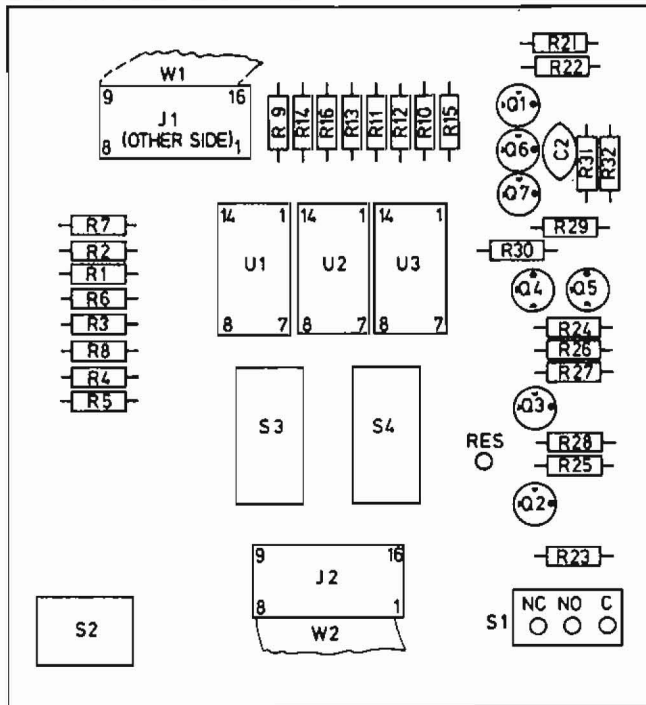 R21
R22
W1
9 16
J1
(OTHER SIDE)
8 1
R9
R14
R16
R13
R11
R12
R10
R15
Q1
Q6
Q7
C2
R31
R32
R7
R2
R1
R6
R3
R8
R4
R5
14 1
U1
8 7
14 1
U2
8 7
14 1
U3
8 7
R29
R30
Q4
Q5
R24
R26
R27
S3
S4
Q3
RES
R28
R25
Q2
R23
9 16
J2
8 1
W2
S2
S1
NC NO C